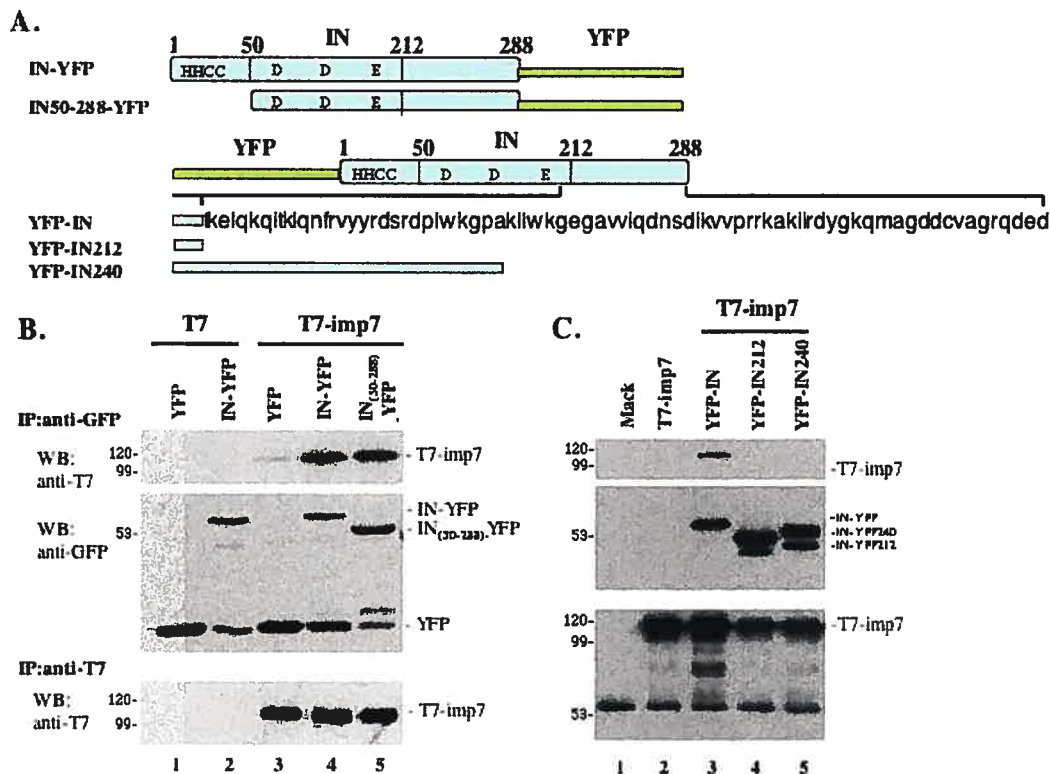 A.
1 50 IN 212 288 YFP
IN-YFP HHCC D D E
IN50-288-YFP D D E
YFP 1 50 IN 212 288
HHCC D D E
YFP-IN lkelqkqitkiqnfrvyyrdsrdplwkgpakllwkgegavviqdnsdikvvprrkakiirdygkqmagddcvagrqded
YFP-IN212
YFP-IN240
B.
T7 T7-imp7
YFP IN-YFP YFP IN-YFP IN(50-288) YFP
IP:anti-GFP
WB: anti-T7
120-
99-
- T7-imp7
WB: anti-GFP
53-
- IN-YFP
- IN(50-288)-YFP
- YFP
IP:anti-T7
WB: anti-T7
120-
99-
- T7-imp7
1 2 3 4 5
C.
T7-imp7
Mack T7-imp7 YFP-IN YFP-IN212 YFP-IN240
120-
99-
-T7-imp7
53-
-IN-YFP
-IN-YFP240
-IN-YFP212
120-
99-
-T7-imp7
53-
1 2 3 4 5